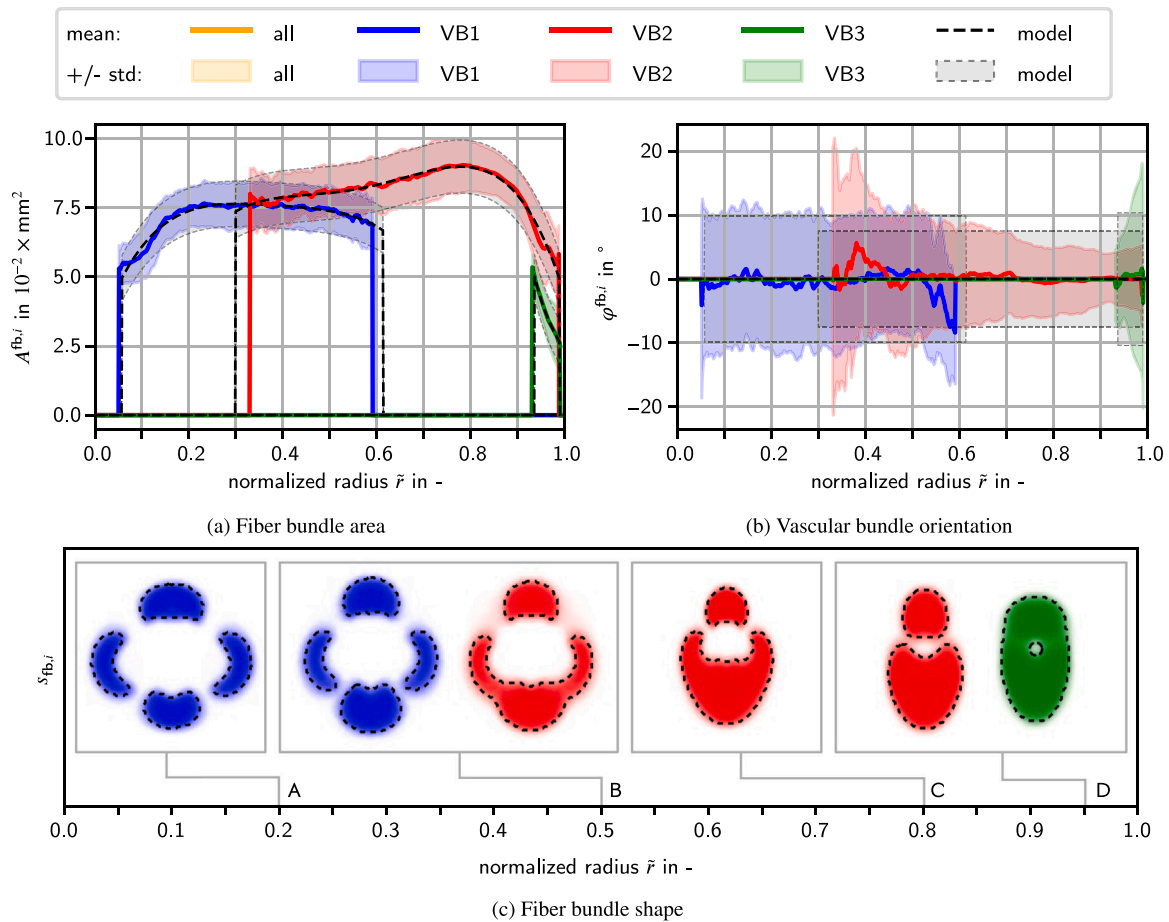 mean: all VB1 VB2 VB3 model
+/- std: all VB1 VB2 VB3 model
10.0
7.5
5.0
2.5
0.0
A^{fb,i} in 10^{-2} × mm^2
0.0 0.2 0.4 0.6 0.8 1.0
normalized radius r̃ in -
(a) Fiber bundle area
20
10
0
−10
−20
φ^{fb,i} in °
0.0 0.2 0.4 0.6 0.8 1.0
normalized radius r̃ in -
(b) Vascular bundle orientation
s_{fb,i}
A B C D
0.0 0.1 0.2 0.3 0.4 0.5 0.6 0.7 0.8 0.9 1.0
normalized radius r̃ in -
(c) Fiber bundle shape